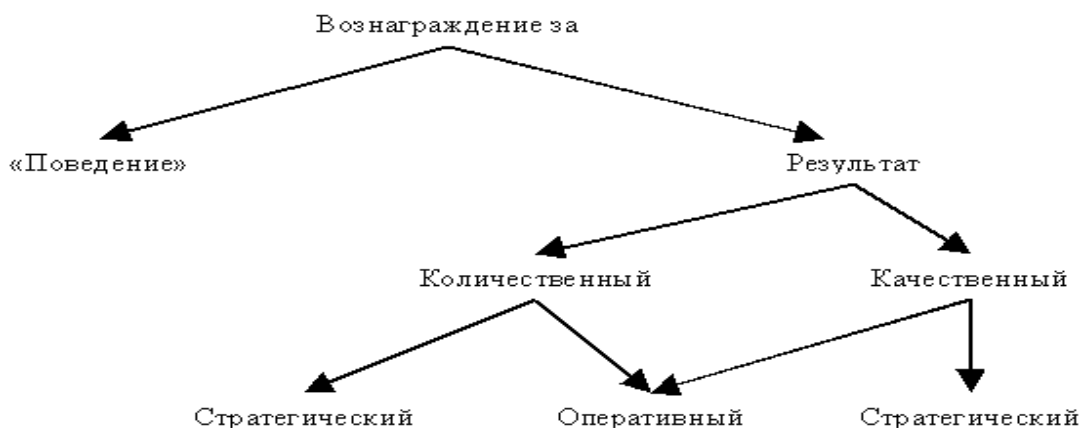 Вознаграждение за
«Поведение» Результат
Количественный Качественный
Стратегический Оперативный Стратегический